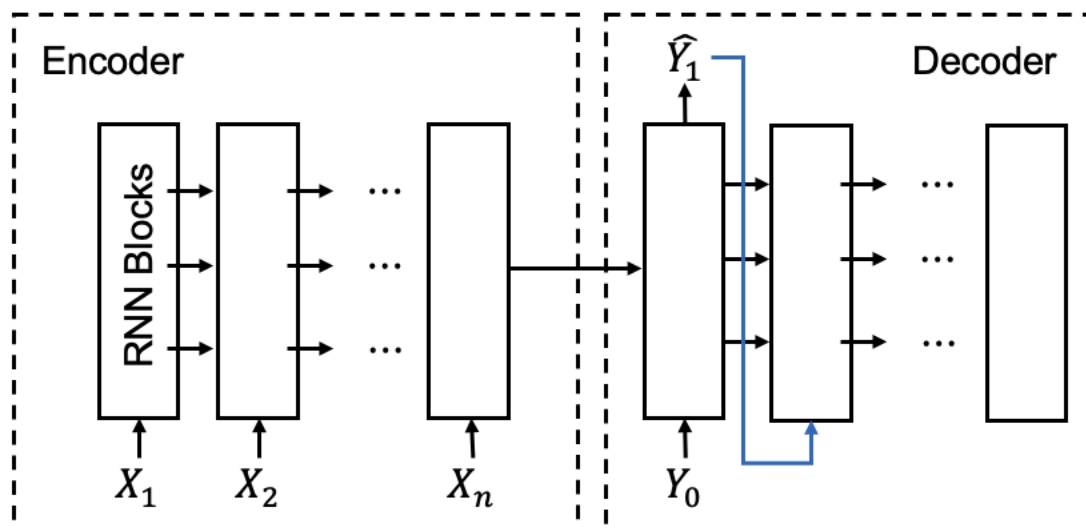 Encoder
Decoder
RNN Blocks
...
...
...
X₁
X₂
Xₙ
Ŷ₁
...
...
...
Y₀